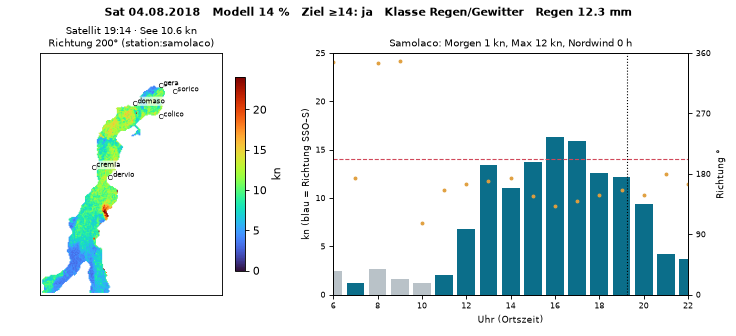 Sat 04.08.2018   Modell 14 %   Ziel ≥14: ja   Klasse Regen/Gewitter   Regen 12.3 mm
Satellit 19:14 · See 10.6 kn
Richtung 200° (station:samolaco)
gera
sorico
domaso
colico
cremia
dervio
20
15
10
5
0
kn
Samolaco: Morgen 1 kn, Max 12 kn, Nordwind 0 h
25
20
15
10
5
0
kn (blau = Richtung SSO-S)
6 8 10 12 14 16 18 20 22
Uhr (Ortszeit)
360
270
180
90
0
Richtung °